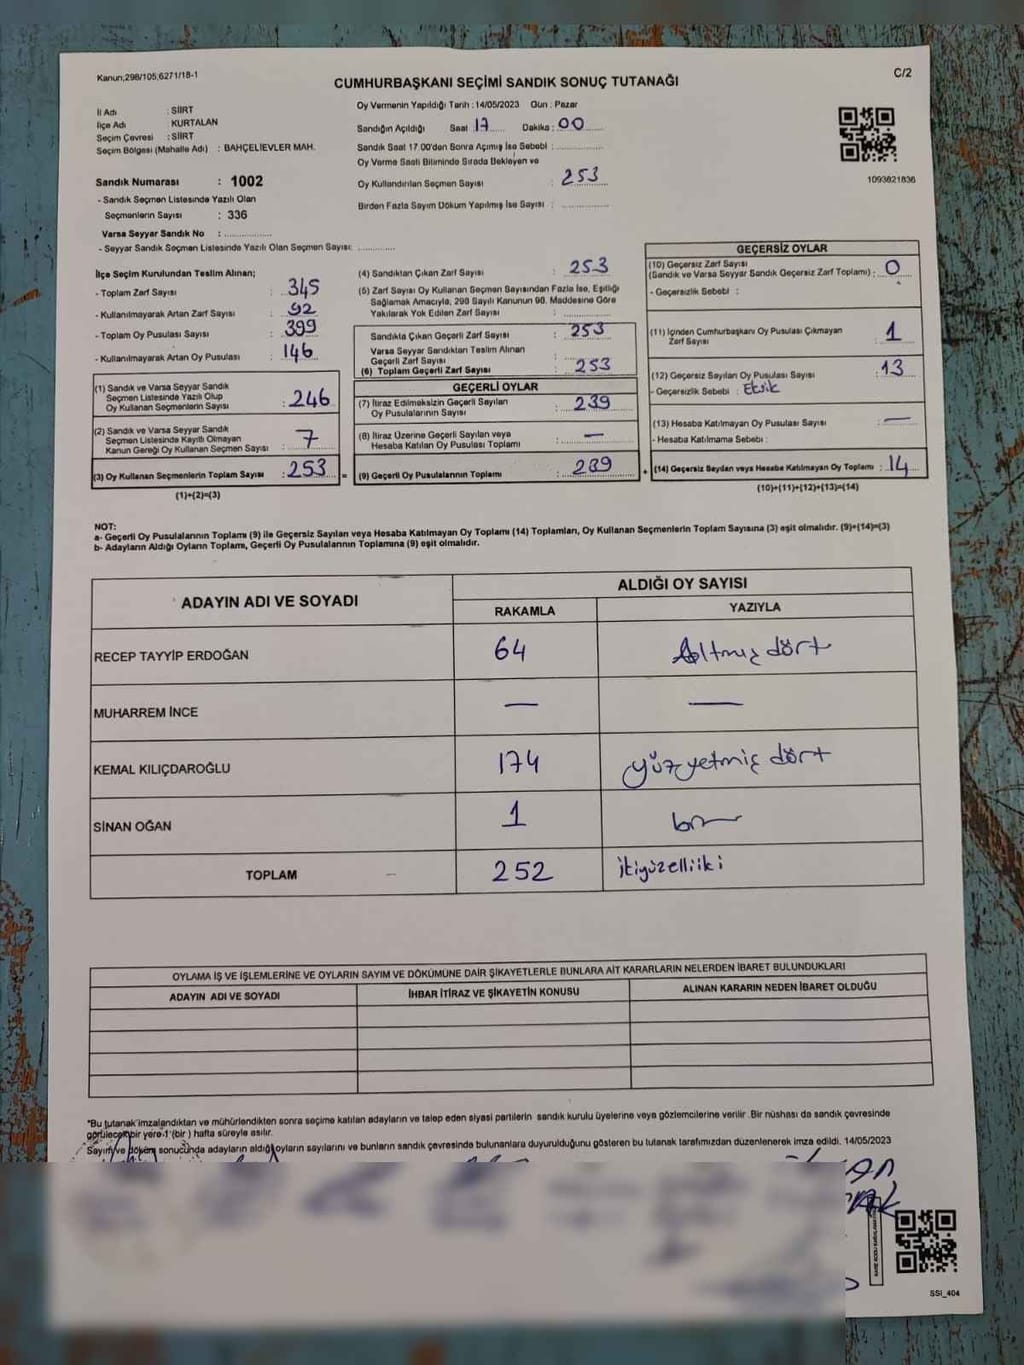 Kanun;298/105,6271/18-1
C/2
CUMHURBAŞKANI SEÇİMİ SANDIK SONUÇ TUTANAĞI
İl Adı : SİİRT
İlçe Adı KURTALAN
Seçim Çevresi : SİİRT
Seçim Bölgesi (Mahalle Adı) : BAHÇELİEVLER MAH.
Oy Vermenin Yapıldığı Tarih : 14/05/2023 Gün : Pazar
Sandığın Açıldığı Saat 17 Dakika : 00
Sandık Saat 17.00'den Sonra Açımış İse Sebebi :
Oy Verme Saati Bitiminde Sırada Bekleyen ve
Oy Kullandırılan Seçmen Sayısı : 253
Birden Fazla Sayım Döküm Yapılmış İse Sayısı :
1093621836
Sandık Numarası : 1002
- Sandık Seçmen Listesinde Yazılı Olan
Seçmenlerin Sayısı : 336
Varsa Seyyar Sandık No :
- Seyyar Sandık Seçmen Listesinde Yazılı Olan Seçmen Sayısı:
İlçe Seçim Kurulundan Teslim Alınan;
- Toplam Zarf Sayısı : 345
- Kullanılmayarak Artan Zarf Sayısı : 92
- Toplam Oy Pusulası Sayısı : 399
- Kullanılmayarak Artan Oy Pusulası : 146
(1) Sandık ve Varsa Seyyar Sandık
Seçmen Listesinde Yazılı Olup
Oy Kullanan Seçmenlerin Sayısı : 246
(2) Sandık ve Varsa Seyyar Sandık
Seçmen Listesinde Kayıtlı Olmayan
Kanun Gereği Oy Kullanan Seçmen Sayısı : 7
(3) Oy Kullanan Seçmenlerin Toplam Sayısı : 253 =
(1)+(2)=(3)
(4) Sandıktan Çıkan Zarf Sayısı : 253
(5) Zarf Sayısı Oy Kullanan Seçmen Sayısından Fazla İse, Eşitliği
Sağlamak Amacıyla, 298 Sayılı Kanunun 98. Maddesine Göre
Yakılarak Yok Edilen Zarf Sayısı :
Sandıkta Çıkan Geçerli Zarf Sayısı : 253
Varsa Seyyar Sandıktan Teslim Alınan
Geçerli Zarf Sayısı :
(6) Toplam Geçerli Zarf Sayısı : 253
GEÇERLİ OYLAR
(7) İtiraz Edilmeksizin Geçerli Sayılan
Oy Pusulalarının Sayısı : 239
(8) İtiraz Üzerine Geçerli Sayılan veya
Hesaba Katılan Oy Pusulası Toplamı : —
(9) Geçerli Oy Pusulalarının Toplamı : 239 +
GEÇERSİZ OYLAR
(10) Geçersiz Zarf Sayısı
(Sandık ve Varsa Seyyar Sandık Geçersiz Zarf Toplamı) : 0
- Geçersizlik Sebebi :
(11) İçinden Cumhurbaşkanı Oy Pusulası Çıkmayan
Zarf Sayısı : 1
(12) Geçersiz Sayılan Oy Pusulası Sayısı : 13
- Geçersizlik Sebebi :
(13) Hesaba Katılmayan Oy Pusulası Sayısı : —
- Hesaba Katılmama Sebebi :
(14) Geçersiz Sayılan veya Hesaba Katılmayan Oy Toplamı : 14
(10)+(11)+(12)+(13)=(14)
NOT:
a- Geçerli Oy Pusulalarının Toplamı (9) ile Geçersiz Sayılan veya Hesaba Katılmayan Oy Toplamı (14) Toplamları, Oy Kullanan Seçmenlerin Toplam Sayısına (3) eşit olmalıdır. (9)+(14)=(3)
b- Adayların Aldığı Oyların Toplamı, Geçerli Oy Pusulalarının Toplamına (9) eşit olmalıdır.
ADAYIN ADI VE SOYADI
ALDIĞI OY SAYISI
RAKAMLA YAZIYLA
RECEP TAYYİP ERDOĞAN 64 Altmış dört
MUHARREM İNCE — —
KEMAL KILIÇDAROĞLU 174 yüzyetmiş dört
SİNAN OĞAN 1 bir
TOPLAM 252 ikiyüzelliiki
OYLAMA İŞ VE İŞLEMLERİNE VE OYLARIN SAYIM VE DÖKÜMÜNE DAİR ŞİKAYETLERLE BUNLARA AİT KARARLARIN NELERDEN İBARET BULUNDUKLARI
ADAYIN ADI VE SOYADI İHBAR İTİRAZ VE ŞİKAYETİN KONUSU ALINAN KARARIN NEDEN İBARET OLDUĞU
*Bu tutanak imzalandıktan ve mühürlendikten sonra seçime katılan adayların ve talep eden siyasi partilerin sandık kurulu üyelerine veya gözlemcilerine verilir .Bir nüshası da sandık çevresinde
görülecek bir yere 1 (bir ) hafta süreyle asılır.
Sayım ve döküm sonucunda adayların aldığı oyların sayılarını ve bunların sandık çevresinde bulunanlara duyurulduğunu gösteren bu tutanak tarafımızdan düzenlenerek imza edildi. 14/05/2023
SSI_404